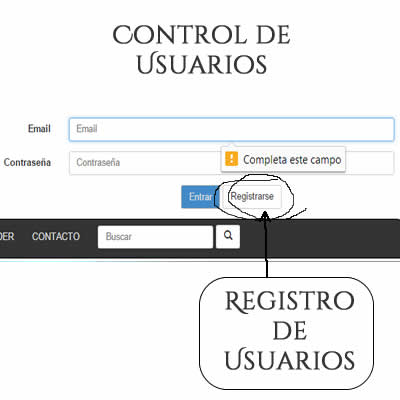 Control de
Usuarios
Email
Email
Completa este campo
Contraseña
Contraseña
Entrar
Registrarse
DER
CONTACTO
Buscar
Registro
de
Usuarios